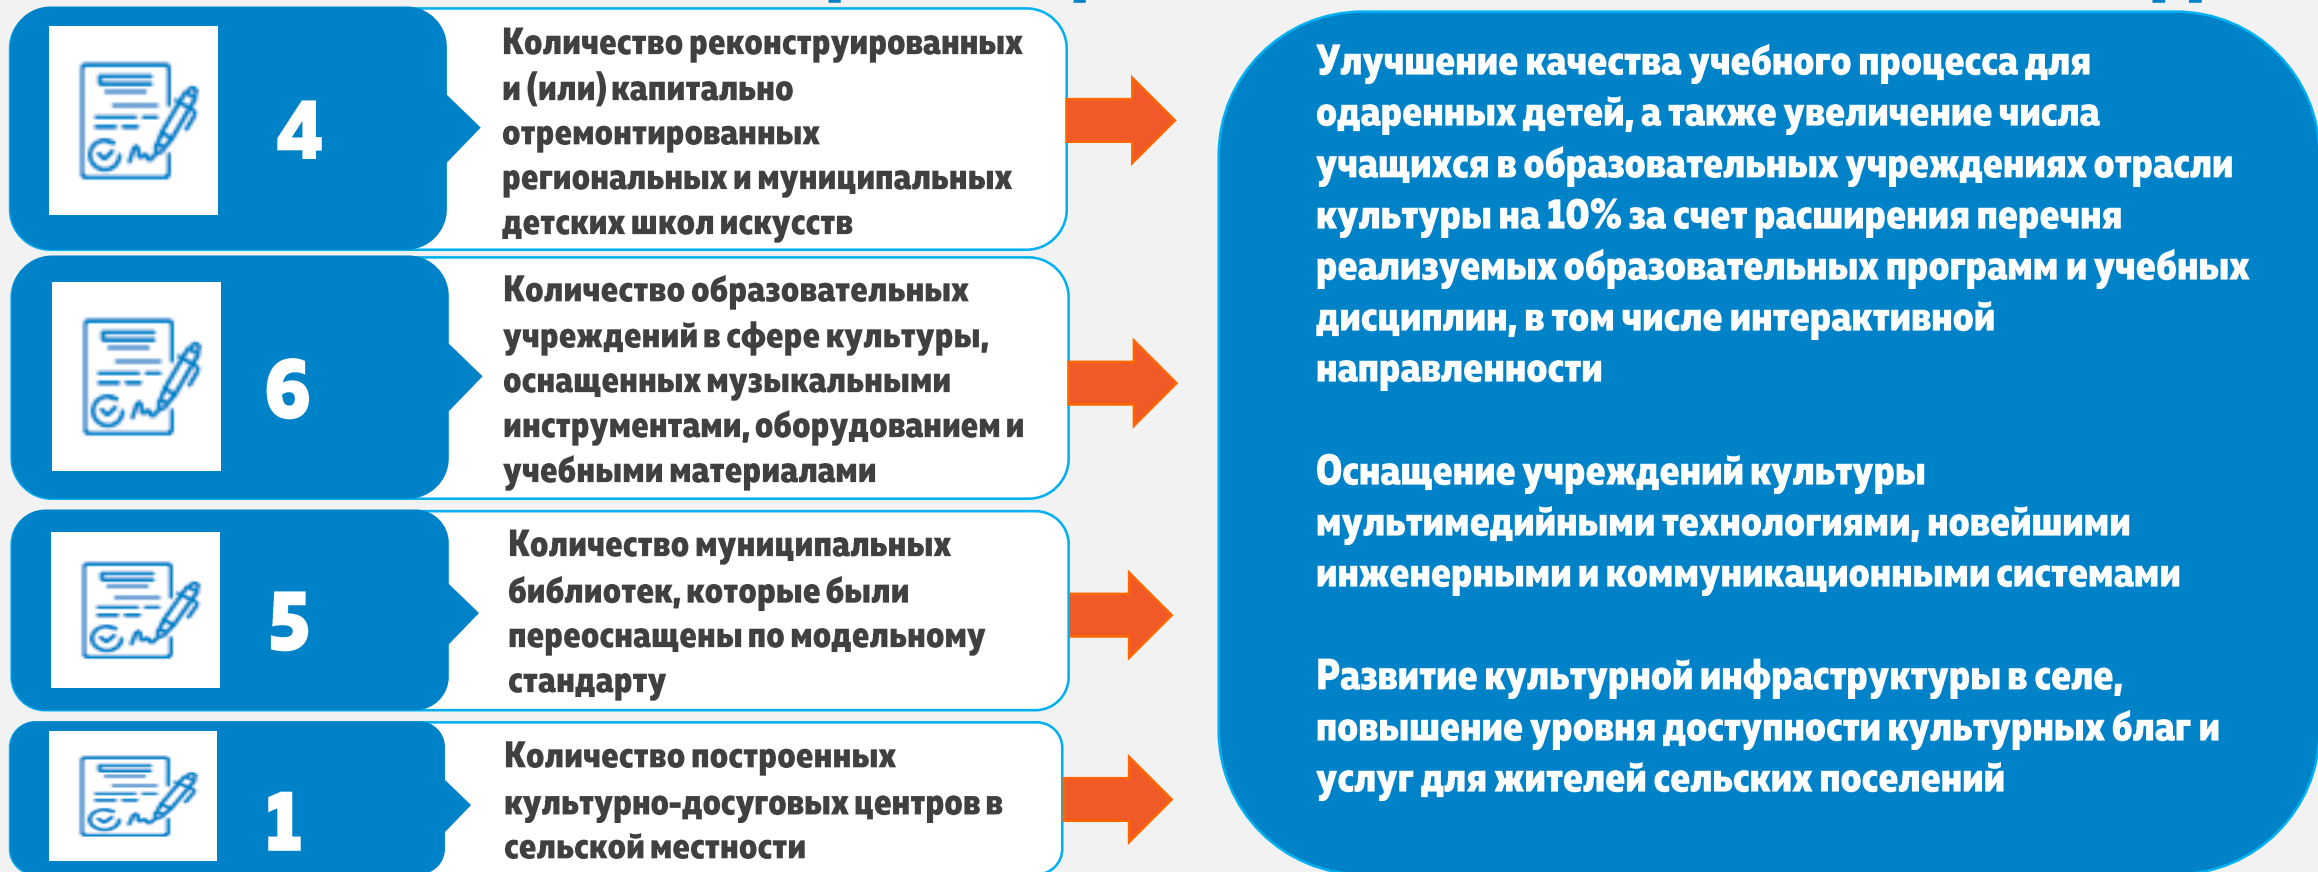 4
Количество реконструированных
и (или) капитально
отремонтированных
региональных и муниципальных
детских школ искусств
6
Количество образовательных
учреждений в сфере культуры,
оснащенных музыкальными
инструментами, оборудованием и
учебными материалами
5
Количество муниципальных
библиотек, которые были
переоснащены по модельному
стандарту
1
Количество построенных
культурно-досуговых центров в
сельской местности
Улучшение качества учебного процесса для
одаренных детей, а также увеличение числа
учащихся в образовательных учреждениях отрасли
культуры на 10% за счет расширения перечня
реализуемых образовательных программ и учебных
дисциплин, в том числе интерактивной
направленности
Оснащение учреждений культуры
мультимедийными технологиями, новейшими
инженерными и коммуникационными системами
Развитие культурной инфраструктуры в селе,
повышение уровня доступности культурных благ и
услуг для жителей сельских поселений